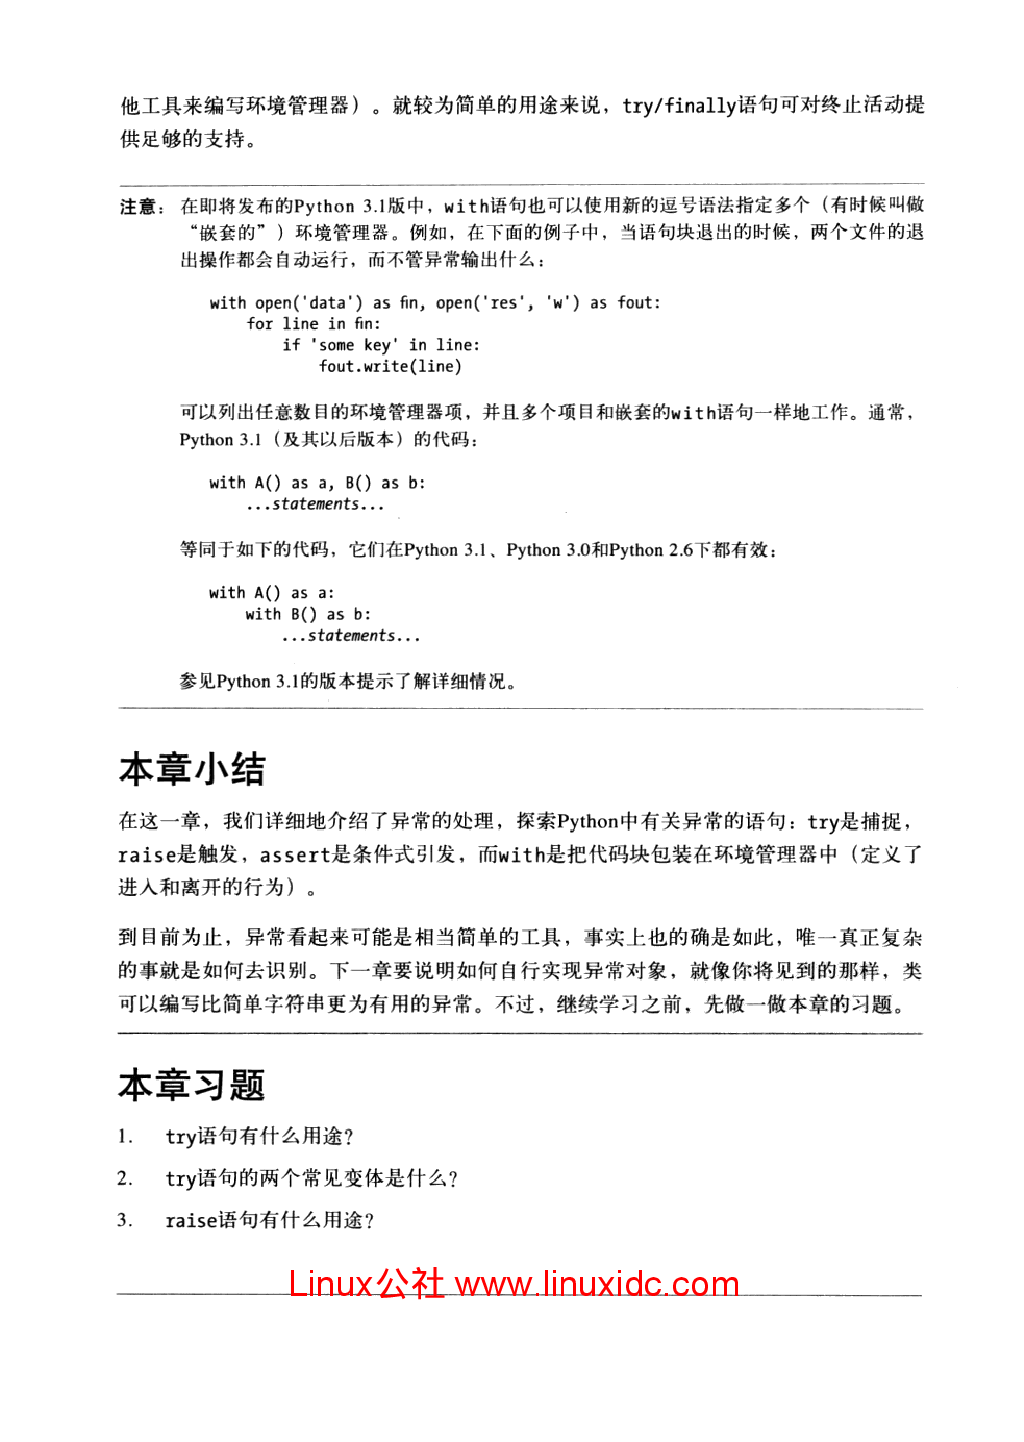 他工具来编写环境管理器）。就较为简单的用途来说，try/finally语句可对终止活动提
供足够的支持。
注意： 在即将发布的Python 3.1版中，with语句也可以使用新的逗号语法指定多个（有时候叫做
“嵌套的”）环境管理器。例如，在下面的例子中，当语句块退出的时候，两个文件的退
出操作都会自动运行，而不管异常输出什么：
with open('data') as fin, open('res', 'w') as fout:
for line in fin:
if 'some key' in line:
fout.write(line)
可以列出任意数目的环境管理器项，并且多个项目和嵌套的with语句一样地工作。通常，
Python 3.1（及其以后版本）的代码：
with A() as a, B() as b:
...statements...
等同于如下的代码，它们在Python 3.1、Python 3.0和Python 2.6下都有效：
with A() as a:
with B() as b:
...statements...
参见Python 3.1的版本提示了解详细情况。
本章小结
在这一章，我们详细地介绍了异常的处理，探索Python中有关异常的语句：try是捕捉，
raise是触发，assert是条件式引发，而with是把代码块包装在环境管理器中（定义了
进入和离开的行为）。
到目前为止，异常看起来可能是相当简单的工具，事实上也的确是如此，唯一真正复杂
的事就是如何去识别。下一章要说明如何自行实现异常对象，就像你将见到的那样，类
可以编写比简单字符串更为有用的异常。不过，继续学习之前，先做一做本章的习题。
本章习题
1. try语句有什么用途？
2. try语句的两个常见变体是什么？
3. raise语句有什么用途？
Linux公社 www.linuxidc.com